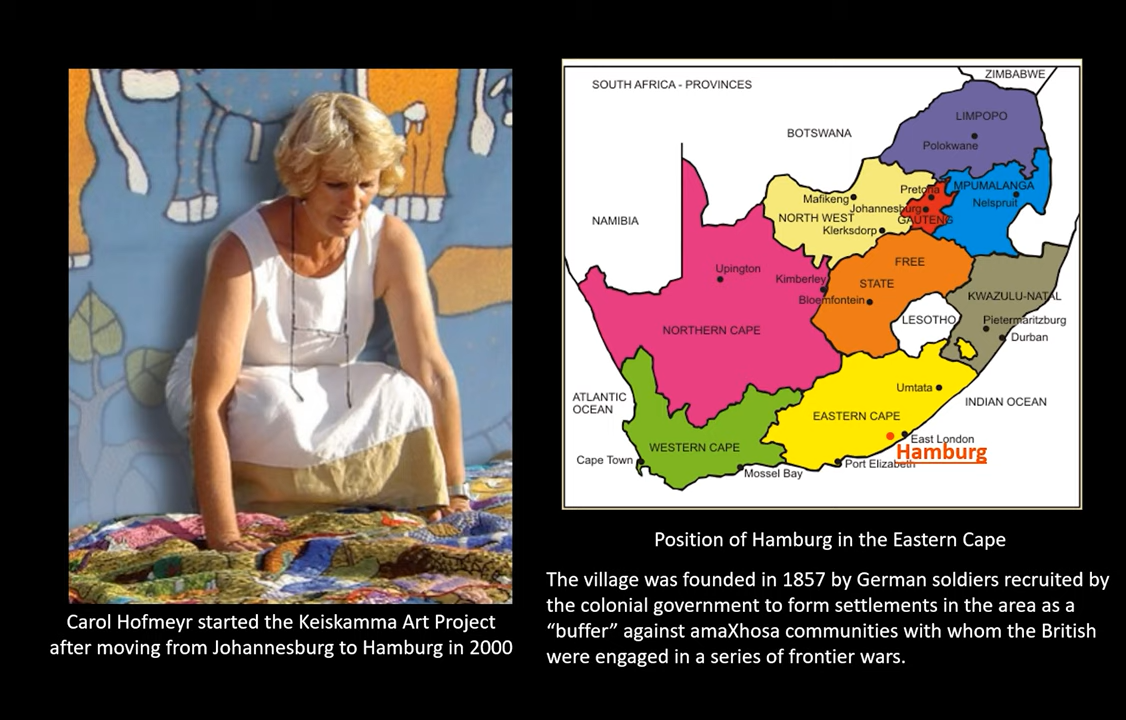 Carol Hofmeyr started the Keiskamma Art Project
after moving from Johannesburg to Hamburg in 2000
SOUTH AFRICA - PROVINCES
ZIMBABWE
LIMPOPO
BOTSWANA
Polokwane
Pretoria
MPUMALANGA
Mafikeng
Johannesburg
Nelspruit
NAMIBIA
NORTH WEST
GAUTENG
Klerksdorp
FREE
Upington
Kimberley
STATE
KWAZULU-NATAL
Bloemfontein
LESOTHO
Pietermaritzburg
NORTHERN CAPE
Durban
Umtata
ATLANTIC
OCEAN
INDIAN OCEAN
EASTERN CAPE
East London
WESTERN CAPE
Hamburg
Cape Town
Port Elizabeth
Mossel Bay
Position of Hamburg in the Eastern Cape
The village was founded in 1857 by German soldiers recruited by
the colonial government to form settlements in the area as a
“buffer” against amaXhosa communities with whom the British
were engaged in a series of frontier wars.